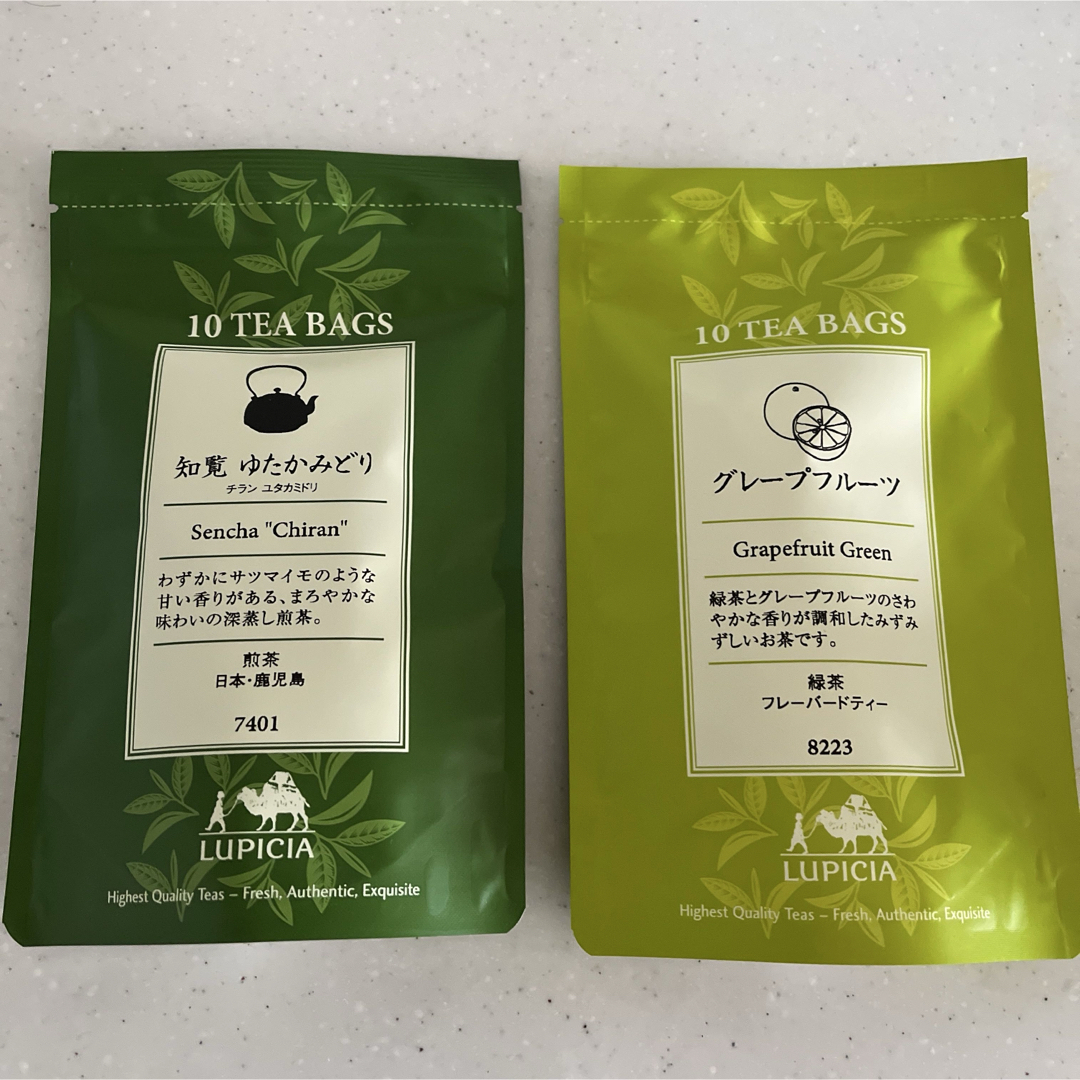 10 TEA BAGS
知覧 ゆたかみどり
チラン ユタカミドリ
Sencha "Chiran"
わずかにサツマイモのような
甘い香りがある、まろやかな
味わいの深蒸し煎茶。
煎茶
日本・鹿児島
7401
LUPICIA
Highest Quality Teas – Fresh, Authentic, Exquisite
10 TEA BAGS
グレープフルーツ
Grapefruit Green
緑茶とグレープフルーツのさわ
やかな香りが調和したみずみ
ずしいお茶です。
緑茶
フレーバードティー
8223
LUPICIA
Highest Quality Teas – Fresh, Authentic, Exquisite